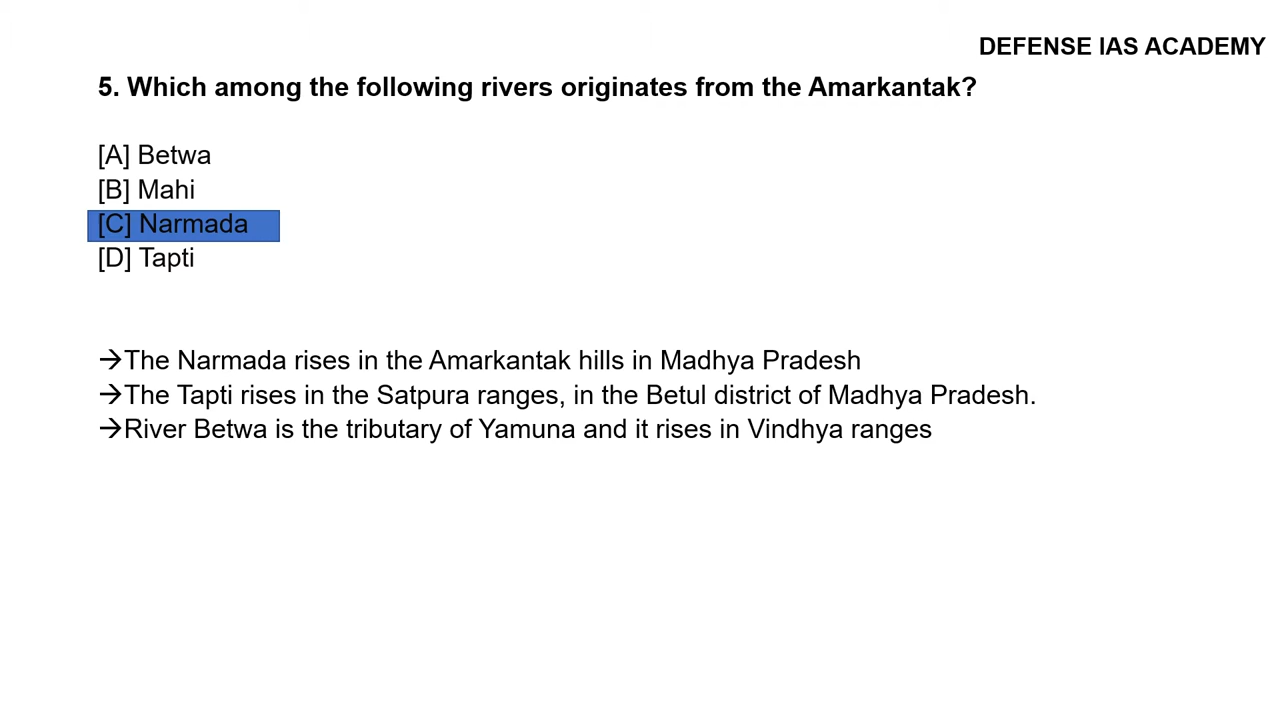 DEFENSE IAS ACADEMY
5. Which among the following rivers originates from the Amarkantak?
[A] Betwa
[B] Mahi
[C] Narmada
[D] Tapti
→The Narmada rises in the Amarkantak hills in Madhya Pradesh
→The Tapti rises in the Satpura ranges, in the Betul district of Madhya Pradesh.
→River Betwa is the tributary of Yamuna and it rises in Vindhya ranges